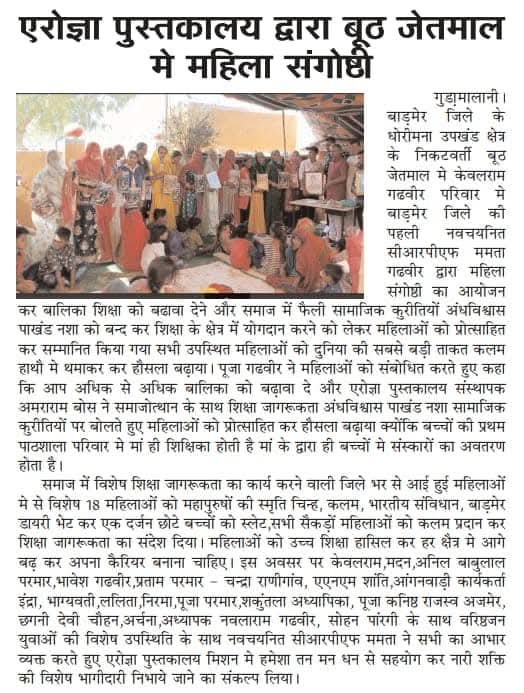 एरोज्ञा पुस्तकालय द्वारा बूठ जेतमाल
मे महिला संगोष्ठी
गुडा़मालानी।
बाड़मेर जिले के
धोरीमना उपखंड क्षेत्र
के निकटवर्ती बूठ
जेतमाल मे केवलराम
गढवीर परिवार मे
बाड़मेर जिले की
पहली नवचयनित
सीआरपीएफ ममता
गढवीर द्वारा महिला
संगोष्ठी का आयोजन
कर बालिका शिक्षा को बढावा देने और समाज में फैली सामाजिक कुरीतियों अंधविश्वास
पाखंड नशा को बन्द कर शिक्षा के क्षेत्र में योगदान करने को लेकर महिलाओं को प्रोत्साहित
कर सम्मानित किया गया सभी उपस्थित महिलाओं को दुनिया की सबसे बड़ी ताकत कलम
हाथौ मे थमाकर कर हौसला बढ़ाया। पूजा गढवीर ने महिलाओं को संबोधित करते हुए कहा
कि आप अधिक से अधिक बालिका को बढ़ावा दे और एरोज्ञा पुस्तकालय संस्थापक
अमराराम बोस ने समाजोत्थान के साथ शिक्षा जागरूकता अंधविश्वास पाखंड नशा सामाजिक
कुरीतियों पर बोलते हुए महिलाओं को प्रोत्साहित कर हौसला बढाया क्योंकि बच्चों की प्रथम
पाठशाला परिवार मे मां ही शिक्षिका होती है मां के द्वारा ही बच्चों मे संस्कारों का अवतरण
होता है।
समाज में विशेष शिक्षा जागरूकता का कार्य करने वाली जिले भर से आई हुई महिलाओं
मे से विशेष 18 महिलाओं को महापुरुषों की स्मृति चिन्ह, कलम, भारतीय संविधान, बाड़मेर
डायरी भेट कर एक दर्जन छोटे बच्चों को स्लेट,सभी सैकड़ों महिलाओं को कलम प्रदान कर
शिक्षा जागरूकता का संदेश दिया। महिलाओं को उच्च शिक्षा हासिल कर हर क्षैत्र मे आगे
बढ़ कर अपना कैरियर बनाना चाहिए। इस अवसर पर केवलराम,मदन,अनिल बाबुलाल
परमार,भावेश गढवीर,प्रताम परमार - चन्द्रा राणीगांव, एएनएम शांति,आंगनवाड़ी कार्यकर्ता
इंद्रा, भाग्यवती,ललिता,निरमा,पूजा परमार,शकुंतला अध्यापिका, पूजा कनिष्ठ राजस्व अजमेर,
छगनी देवी चौहन,अर्चना,अध्यापक नवलाराम गढवीर, सोहन पारंगी के साथ वरिष्ठजन
युवाओं की विशेष उपस्थिति के साथ नवचयनित सीआरपीएफ ममता ने सभी का आभार
व्यक्त करते हुए एरोज्ञा पुस्तकालय मिशन मे हमेशा तन मन धन से सहयोग कर नारी शक्ति
की विशेष भागीदारी निभाये जाने का संकल्प लिया।